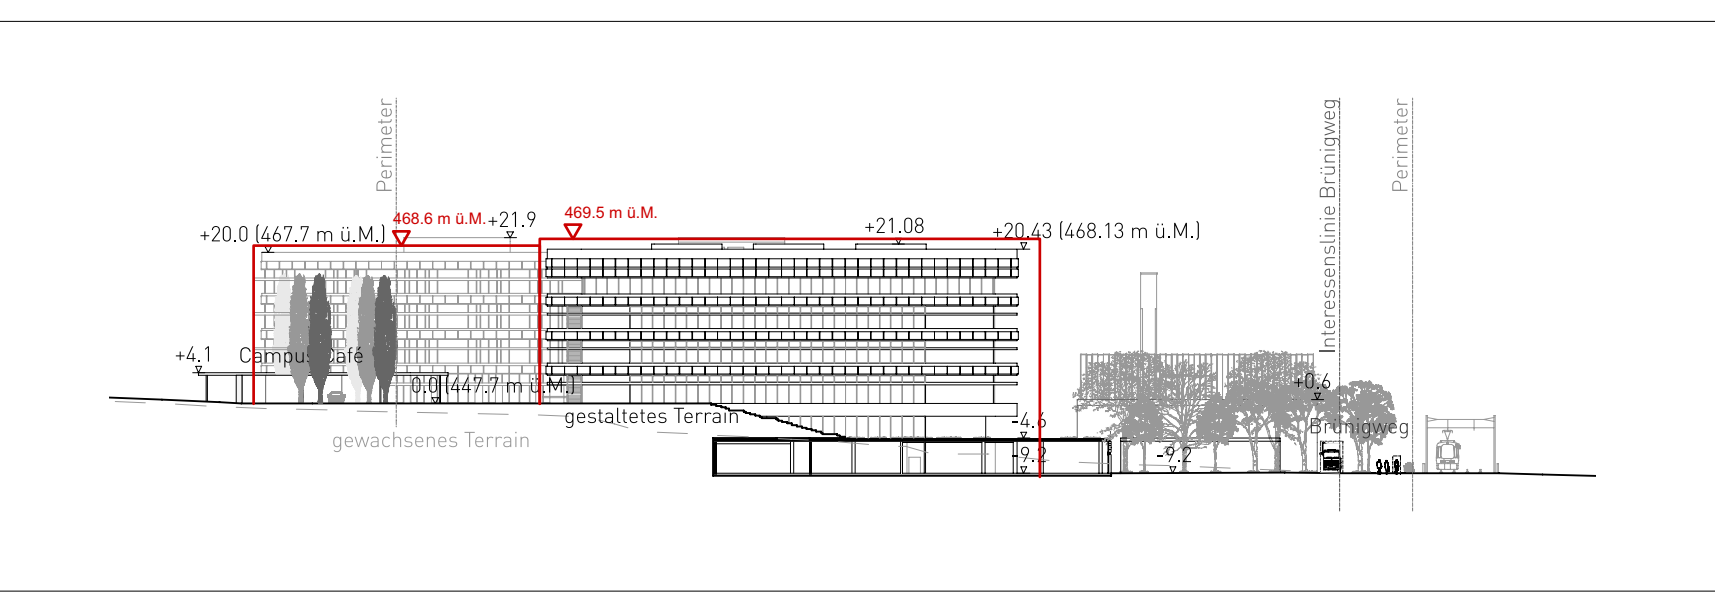 Perimeter
Interessenslinie Brünigweg
Perimeter
468.6 m ü.M.
+21.9
469.5 m ü.M.
+20.0 (467.7 m ü.M.)
+21.08
+20.43 (468.13 m ü.M.)
+4.1
Campus Café
0.0 (447.7 m ü.M.)
+0.6
gestaltetes Terrain
-4.6
Brünigweg
gewachsenes Terrain
-9.2
-9.2